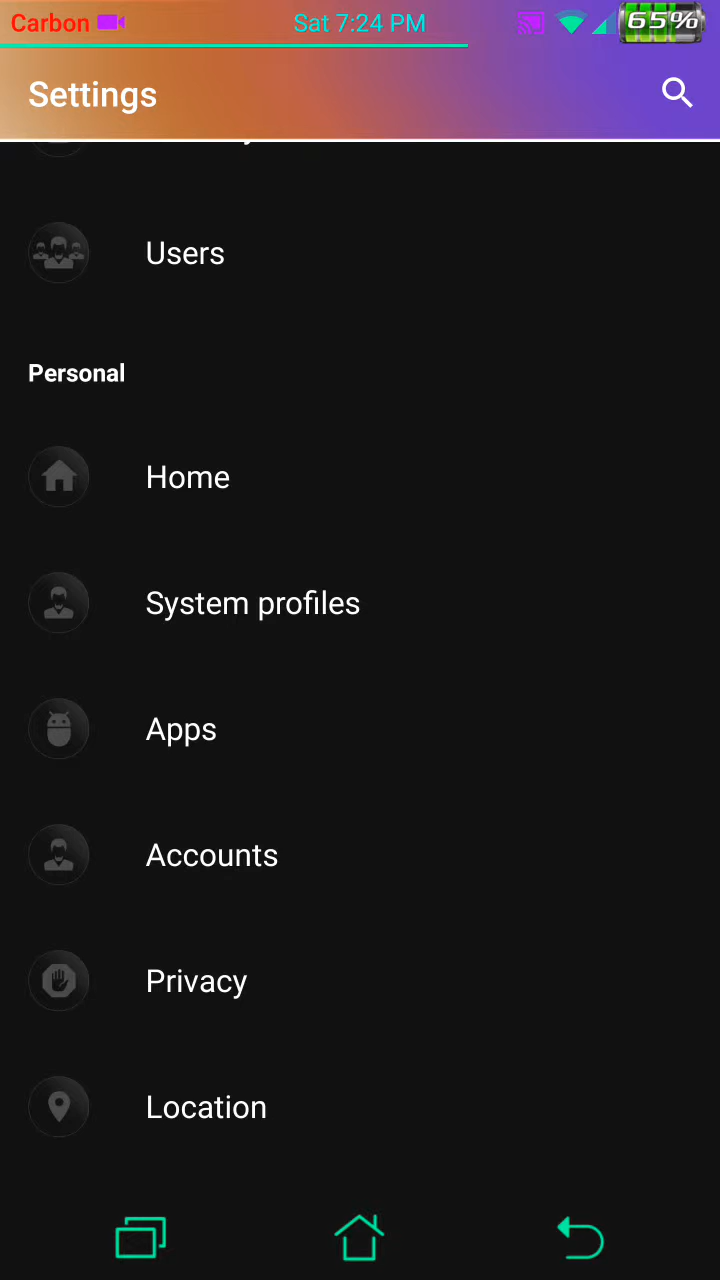 Carbon Sat 7:24 PM 65%
Settings
Users
Personal
Home
System profiles
Apps
Accounts
Privacy
Location